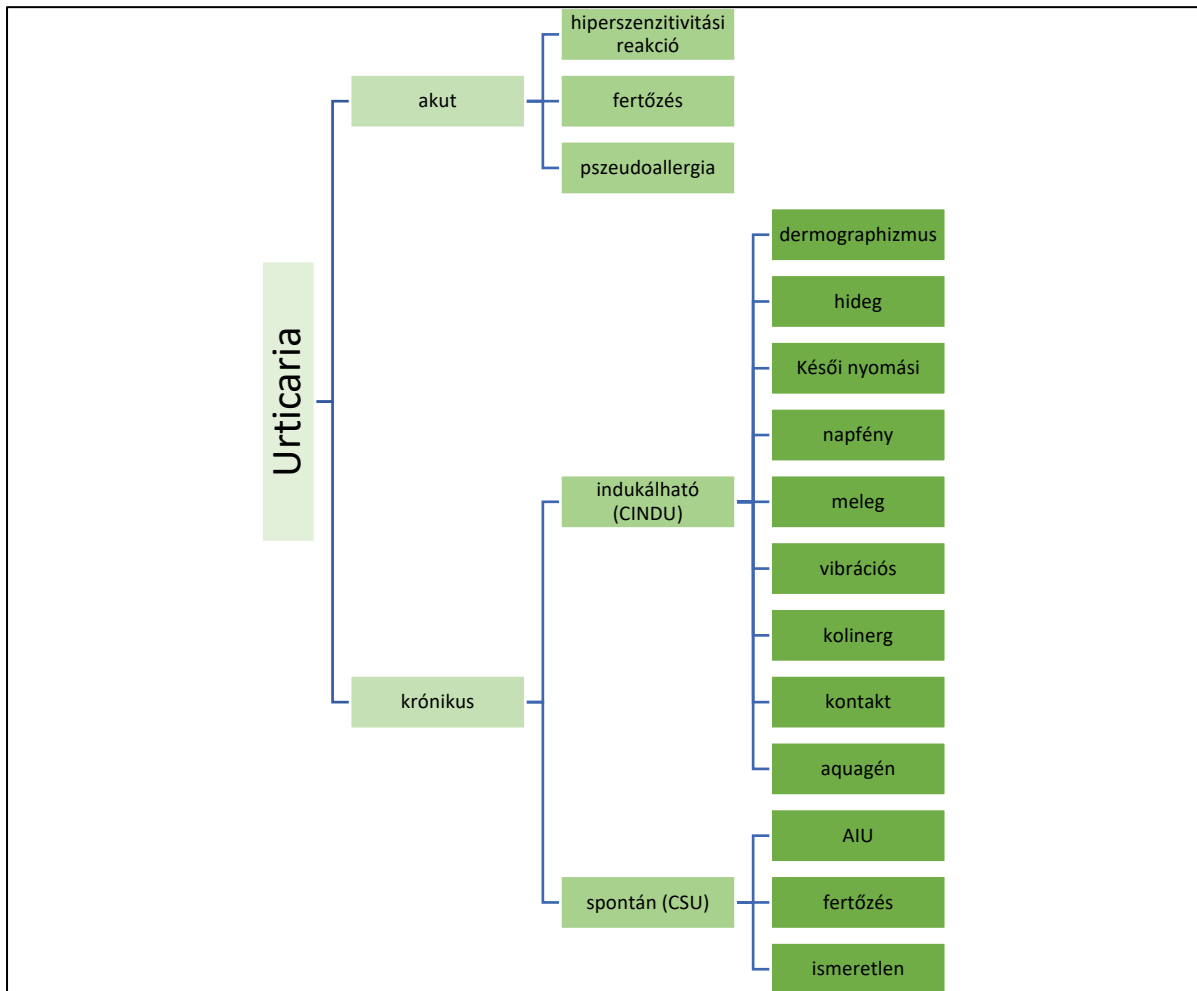 Urticaria
akut
hiperszenzitivitási
reakció
fertőzés
pszeudoallergia
krónikus
indukálható
(CINDU)
dermographizmus
hideg
Késői nyomási
napfény
meleg
vibrációs
kolinerg
kontakt
aquagén
spontán (CSU)
AIU
fertőzés
ismeretlen